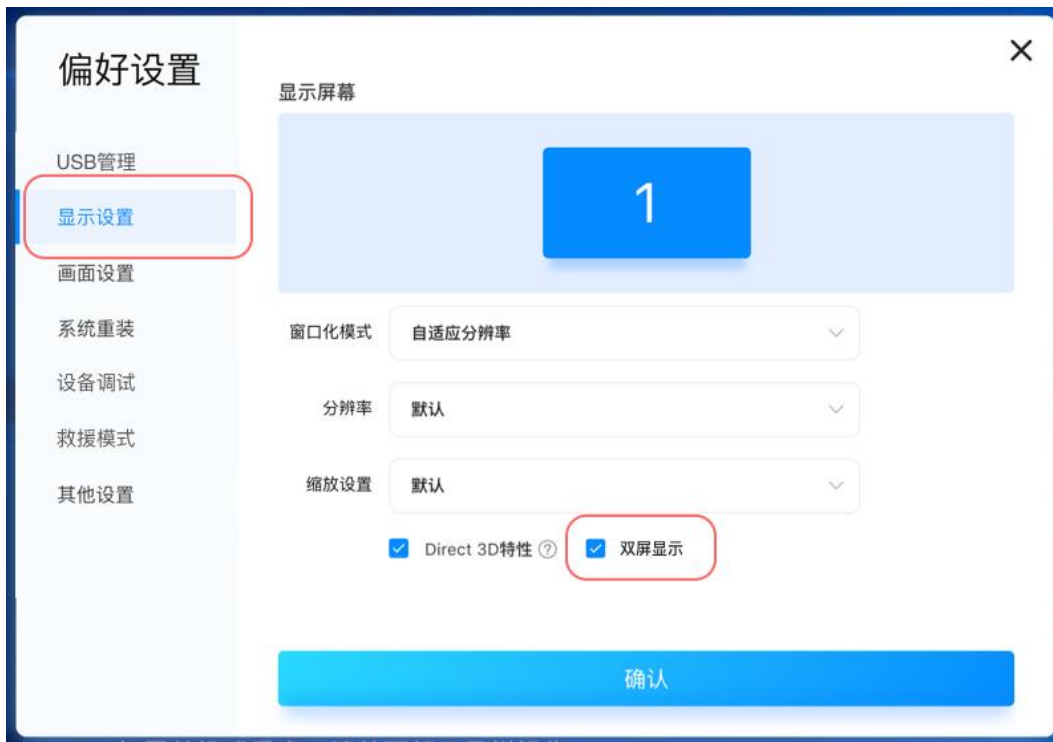 偏好设置
USB管理
显示设置
画面设置
系统重装
设备调试
救援模式
其他设置
显示屏幕
1
窗口化模式 自适应分辨率
分辨率 默认
缩放设置 默认
Direct 3D特性 ? 双屏显示
确认